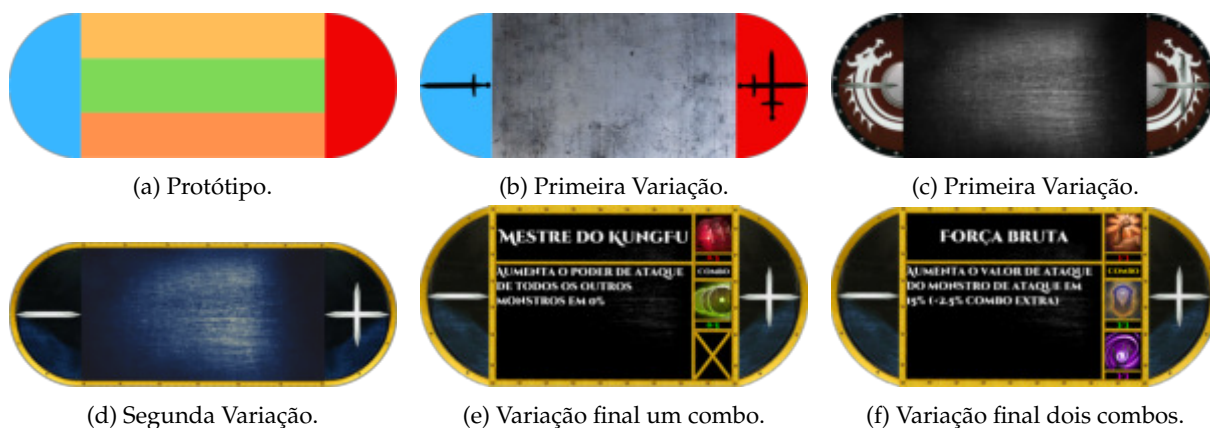 (a) Protótipo.
(b) Primeira Variação.
(c) Primeira Variação.
Mestre do Kungfu
Aumenta o poder de ataque
de todos os outros
monstros em 0%
COMBO
Força bruta
Aumenta o valor de ataque
do monstro de ataque em
15% (+2.5% combo extra)
COMBO
(d) Segunda Variação.
(e) Variação final um combo.
(f) Variação final dois combos.